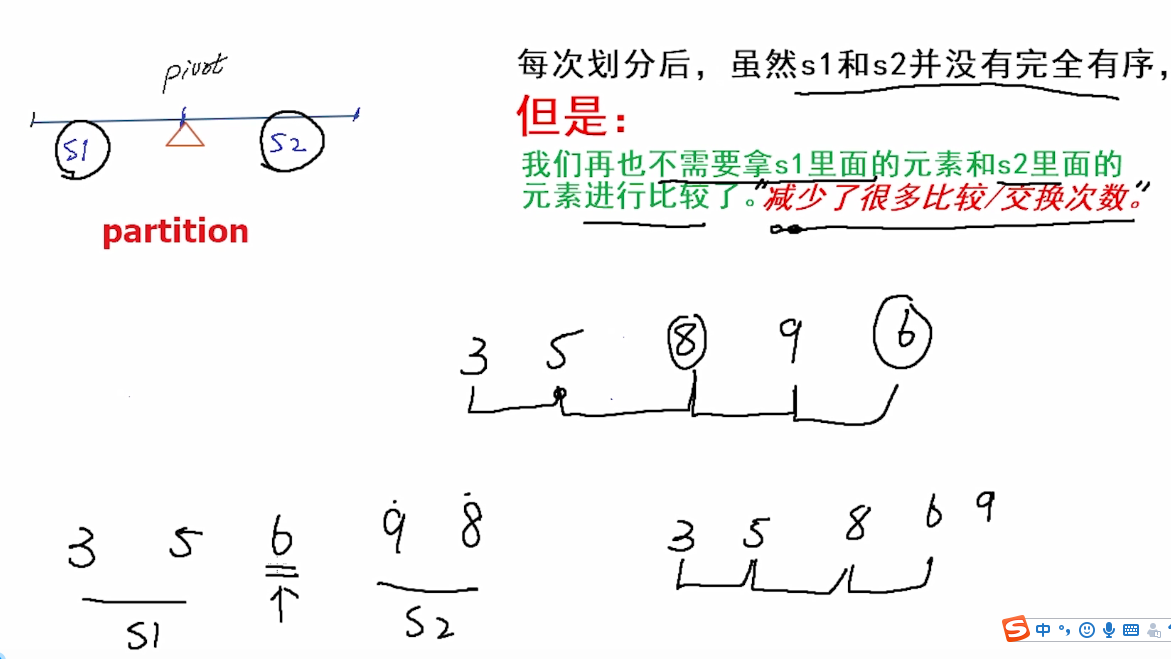 pivot
S1 S2
partition
每次划分后，虽然s1和s2并没有完全有序，
但是：
我们再也不需要拿s1里面的元素和s2里面的
元素进行比较了。"减少了很多比较/交换次数。"
3 5 8 9 6
3 5 6 9 8
S1 S2
3 5 8 6 9
中